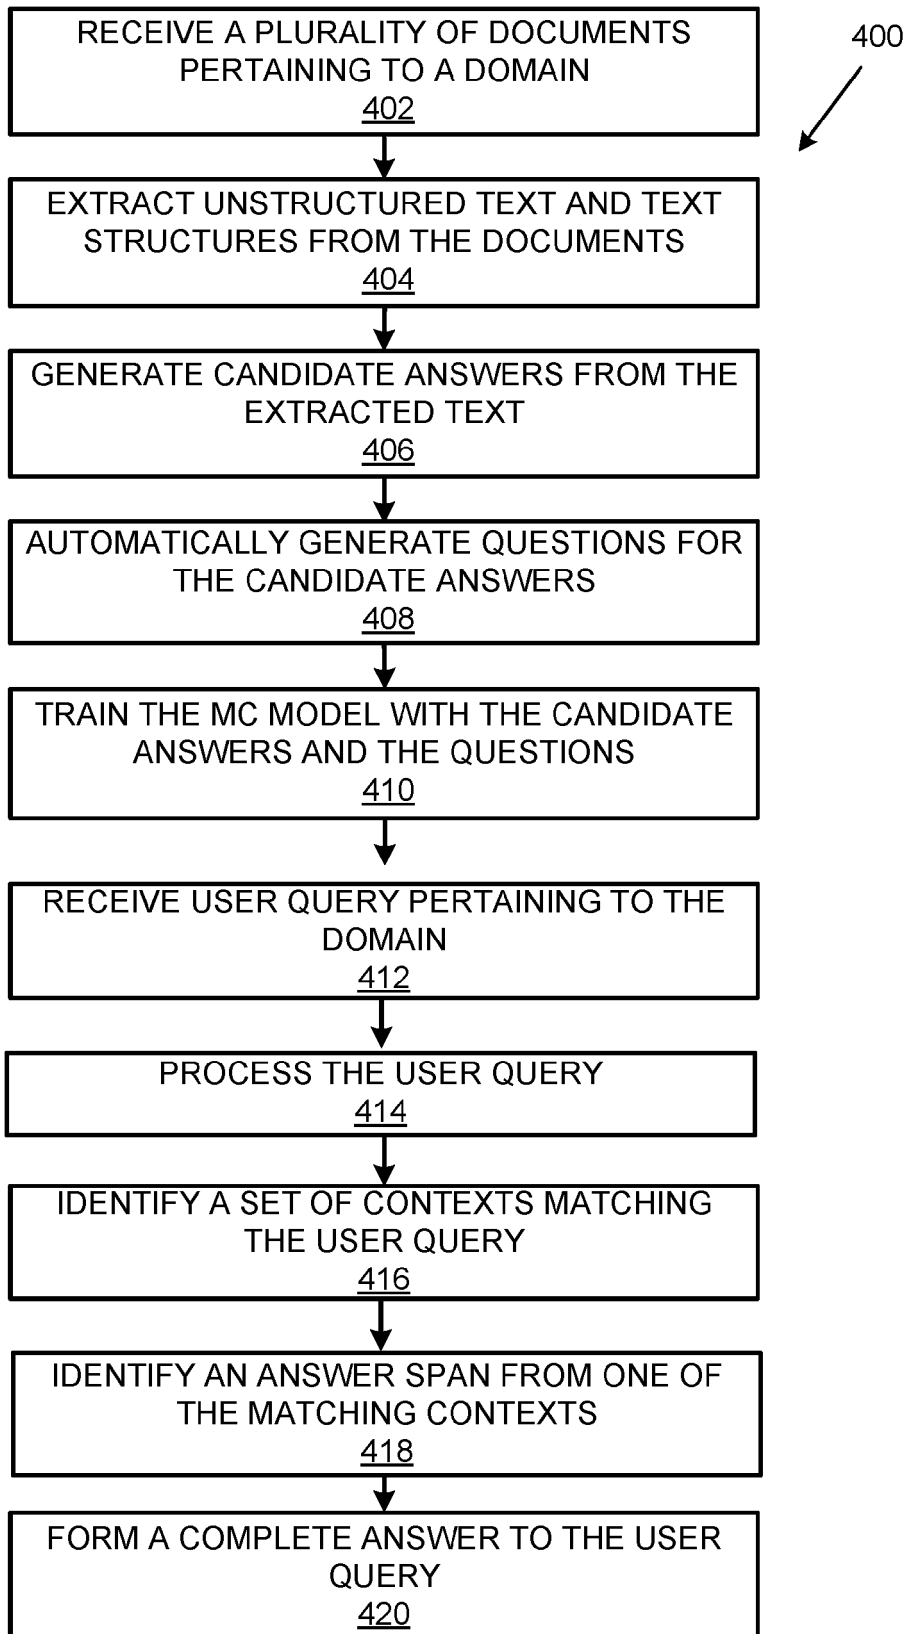 RECEIVE A PLURALITY OF DOCUMENTS
PERTAINING TO A DOMAIN
402
400
EXTRACT UNSTRUCTURED TEXT AND TEXT
STRUCTURES FROM THE DOCUMENTS
404
GENERATE CANDIDATE ANSWERS FROM THE
EXTRACTED TEXT
406
AUTOMATICALLY GENERATE QUESTIONS FOR
THE CANDIDATE ANSWERS
408
TRAIN THE MC MODEL WITH THE CANDIDATE
ANSWERS AND THE QUESTIONS
410
RECEIVE USER QUERY PERTAINING TO THE
DOMAIN
412
PROCESS THE USER QUERY
414
IDENTIFY A SET OF CONTEXTS MATCHING
THE USER QUERY
416
IDENTIFY AN ANSWER SPAN FROM ONE OF
THE MATCHING CONTEXTS
418
FORM A COMPLETE ANSWER TO THE USER
QUERY
420